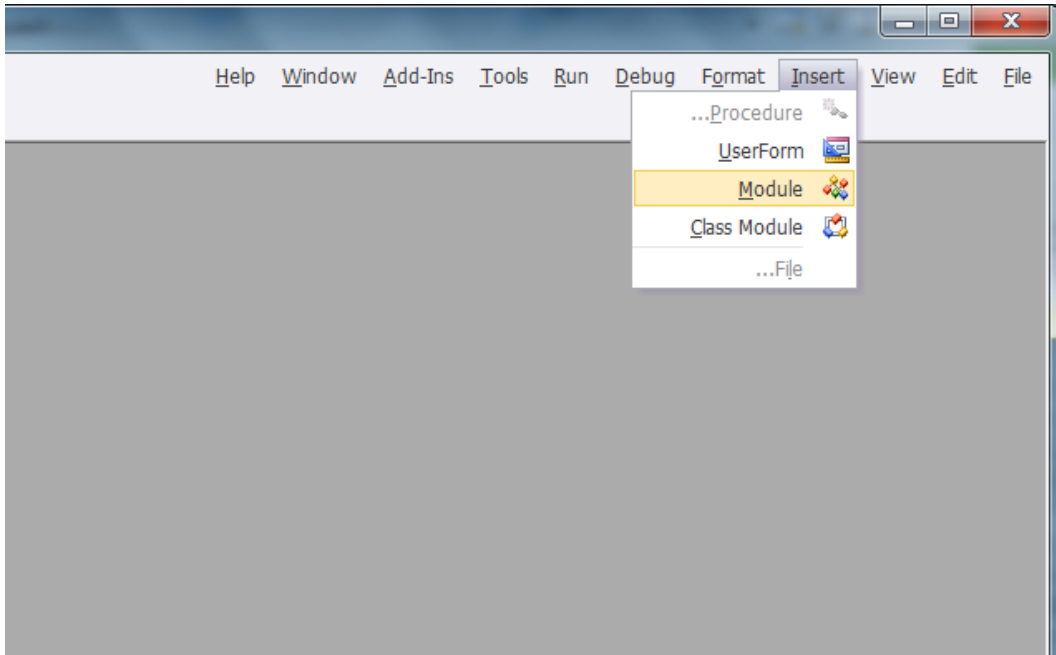 Help Window Add-Ins Tools Run Debug Format Insert View Edit File
...Procedure
UserForm
Module
Class Module
...File